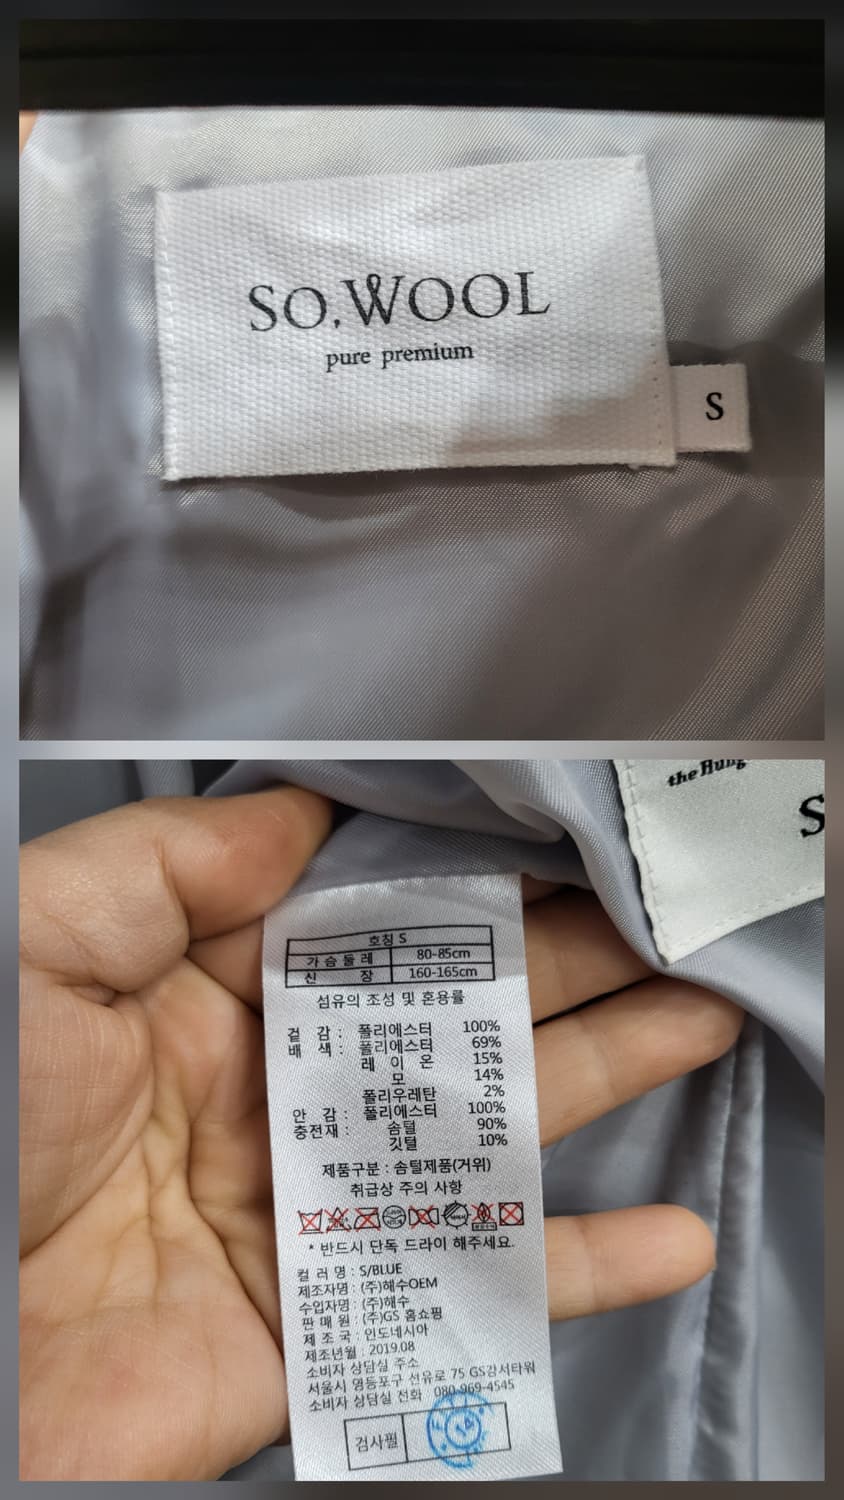 SO.WOOL
pure premium
S
the Hung
S
호칭 S
가 슴 둘 레 80-85cm
신 장 160-165cm
섬유의 조성 및 혼용률
겉 감 : 폴리에스터 100%
배 색 : 폴리에스터 69%
레 이 온 15%
모 14%
폴리우레탄 2%
안 감 : 폴리에스터 100%
충전재 : 솜털 90%
깃털 10%
제품구분 : 솜털제품(거위)
취급상 주의 사항
* 반드시 단독 드라이 해주세요.
컬 러 명 : S/BLUE
제조자명 : (주)해수OEM
수입자명 : (주)해수
판 매 원 : (주)GS 홈쇼핑
제 조 국 : 인도네시아
제조년월 : 2019.08
소비자 상담실 주소
서울시 영등포구 선유로 75 GS강서타워
소비자 상담실 전화 080-969-4545
검사필